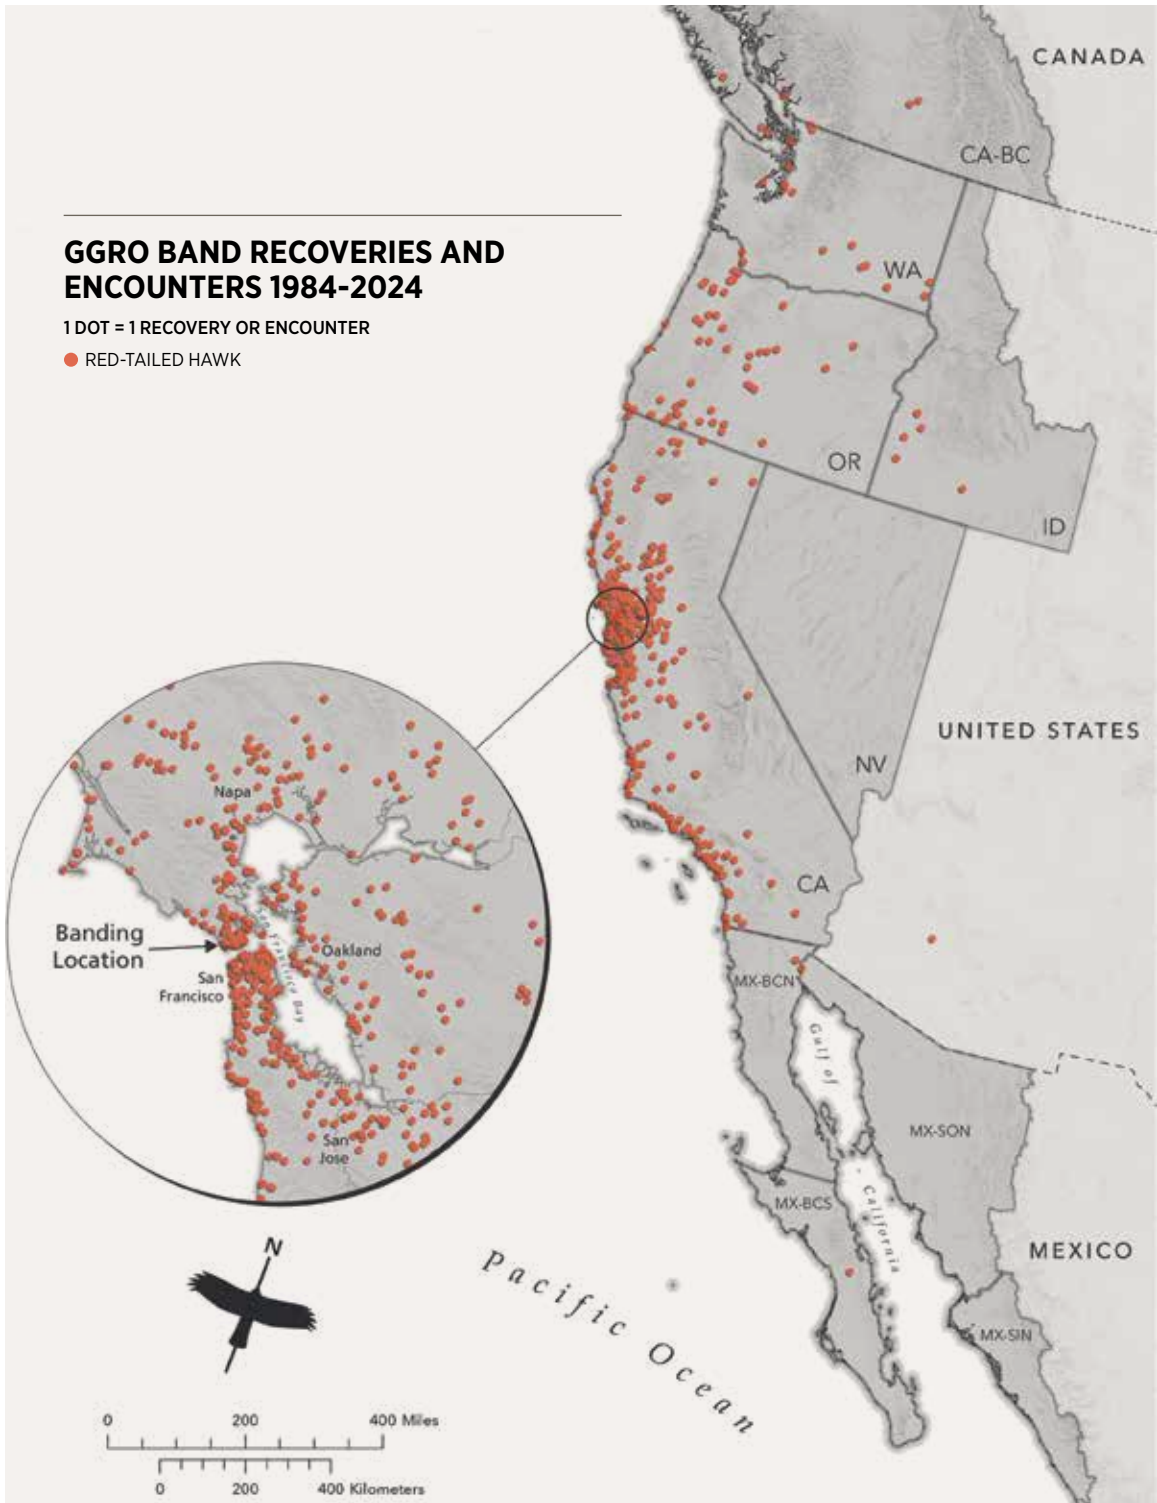 CANADA
CA-BC
GGRO BAND RECOVERIES AND
ENCOUNTERS 1984-2024
1 DOT = 1 RECOVERY OR ENCOUNTER
RED-TAILED HAWK
WA
OR
ID
UNITED STATES
NV
CA
Napa
Banding
Location
San Francisco Bay
Oakland
San
Francisco
San
Jose
MX-BCN
Gulf of
California
MX-SON
MX-BCS
MEXICO
MX-SIN
N
Pacific Ocean
0 200 400 Miles
0 200 400 Kilometers